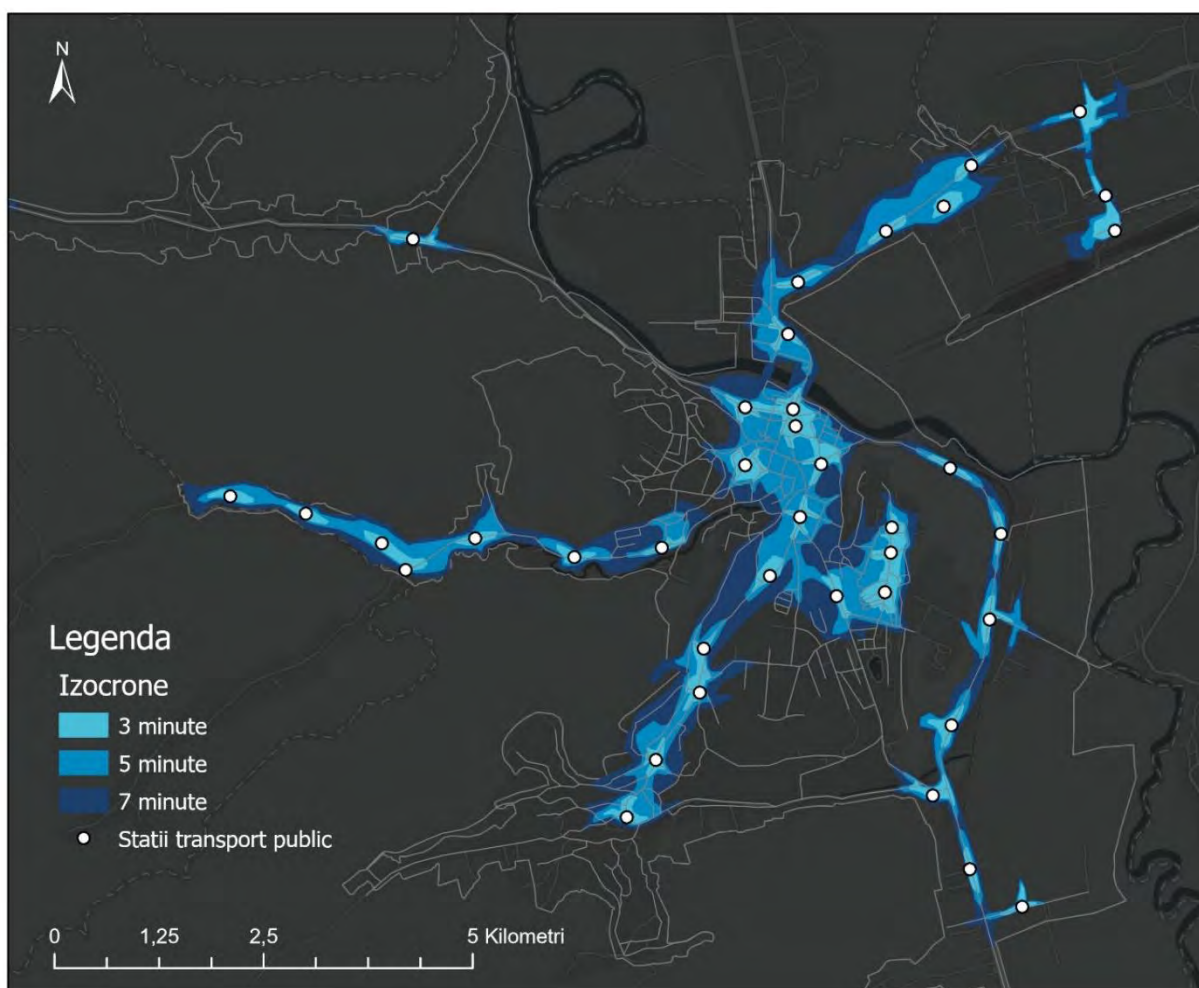 N
Legenda
Izocrone
3 minute
5 minute
7 minute
Statii transport public
0 1,25 2,5 5 Kilometri